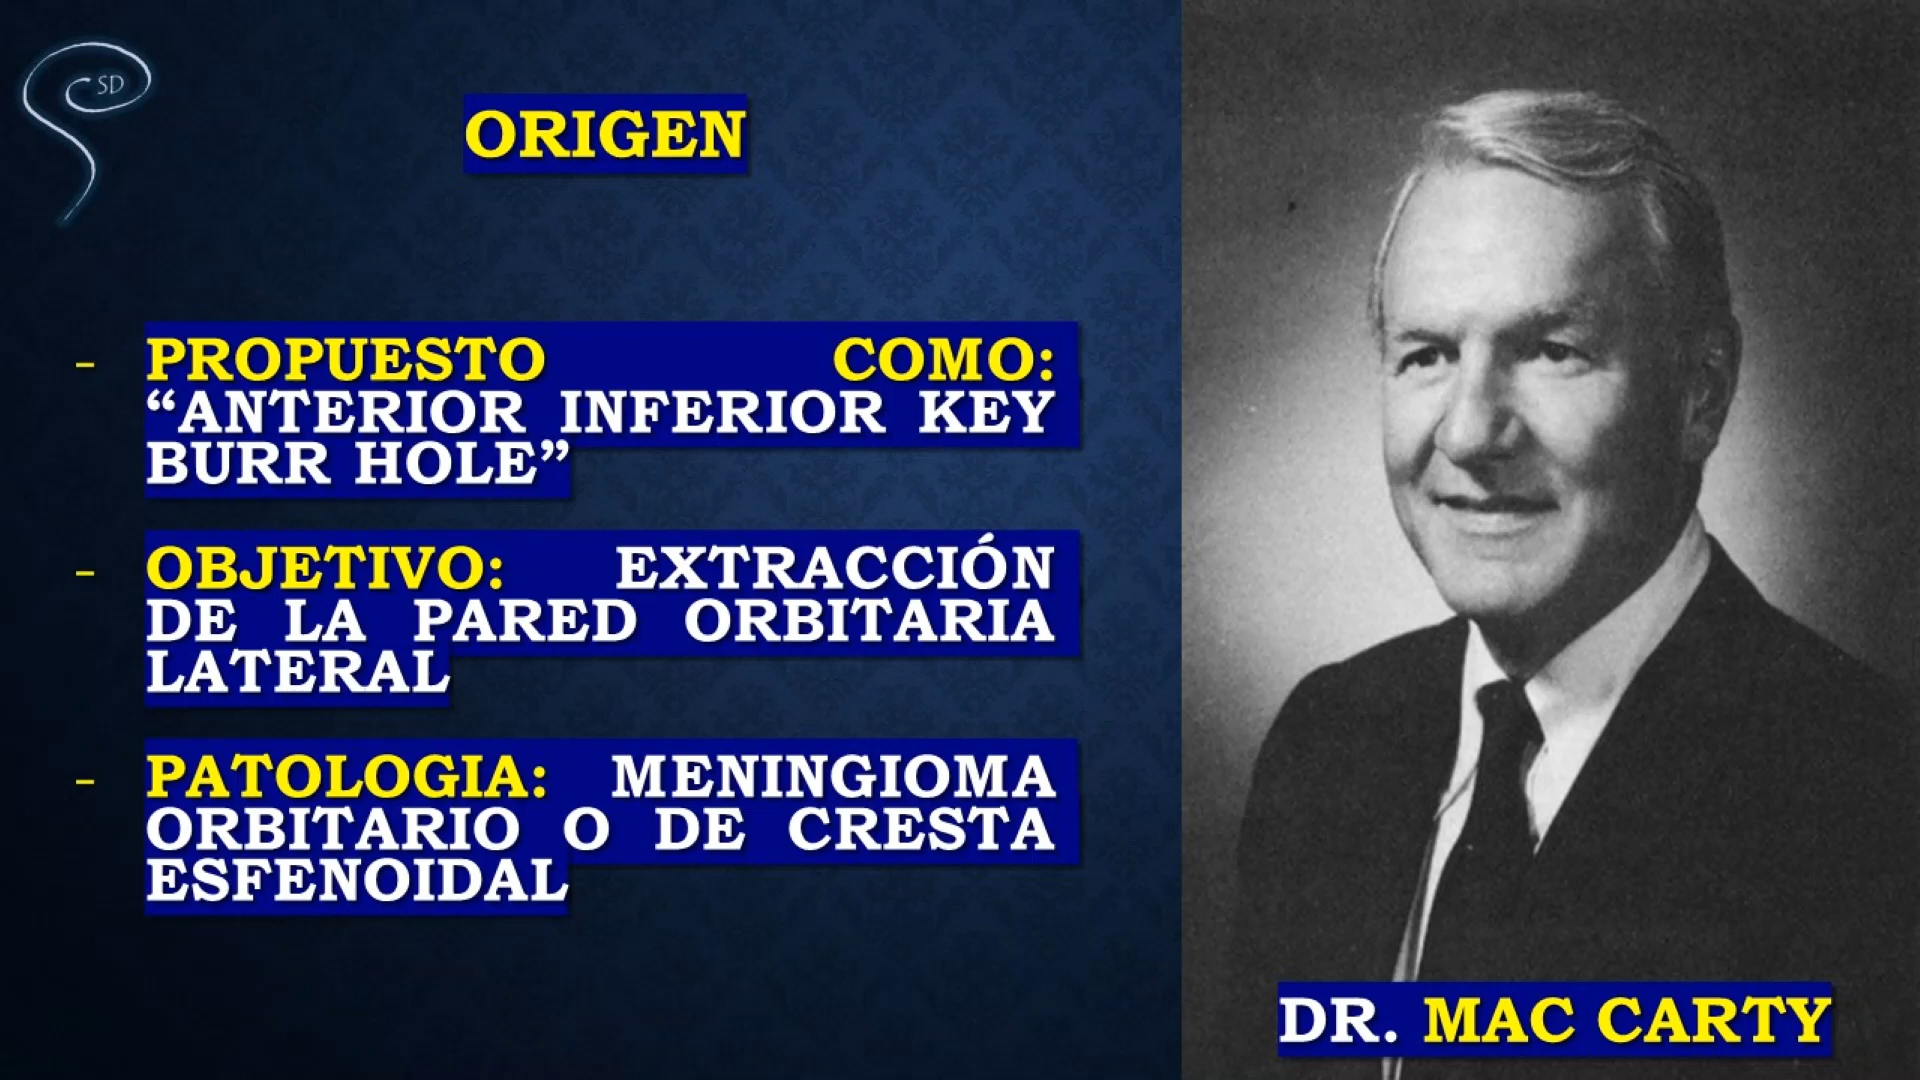 SD
ORIGEN
- PROPUESTO COMO:
“ANTERIOR INFERIOR KEY
BURR HOLE”
- OBJETIVO: EXTRACCIÓN
DE LA PARED ORBITARIA
LATERAL
- PATOLOGIA: MENINGIOMA
ORBITARIO O DE CRESTA
ESFENOIDAL
DR. MAC CARTY